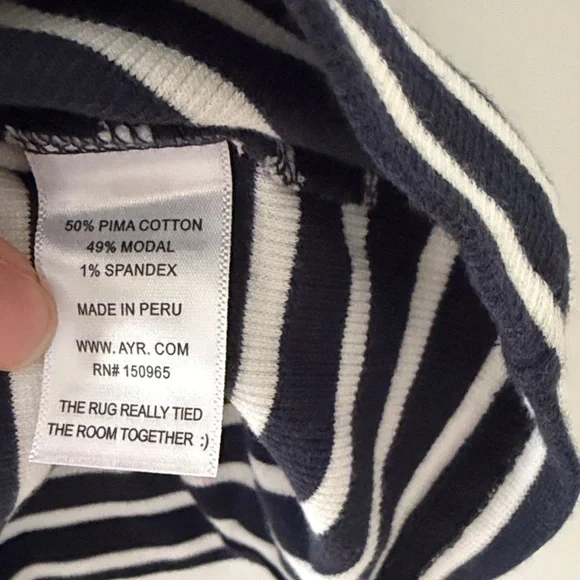 50% PIMA COTTON
49% MODAL
1% SPANDEX
MADE IN PERU
WWW. AYR. COM
RN# 150965
THE RUG REALLY TIED
THE ROOM TOGETHER :)